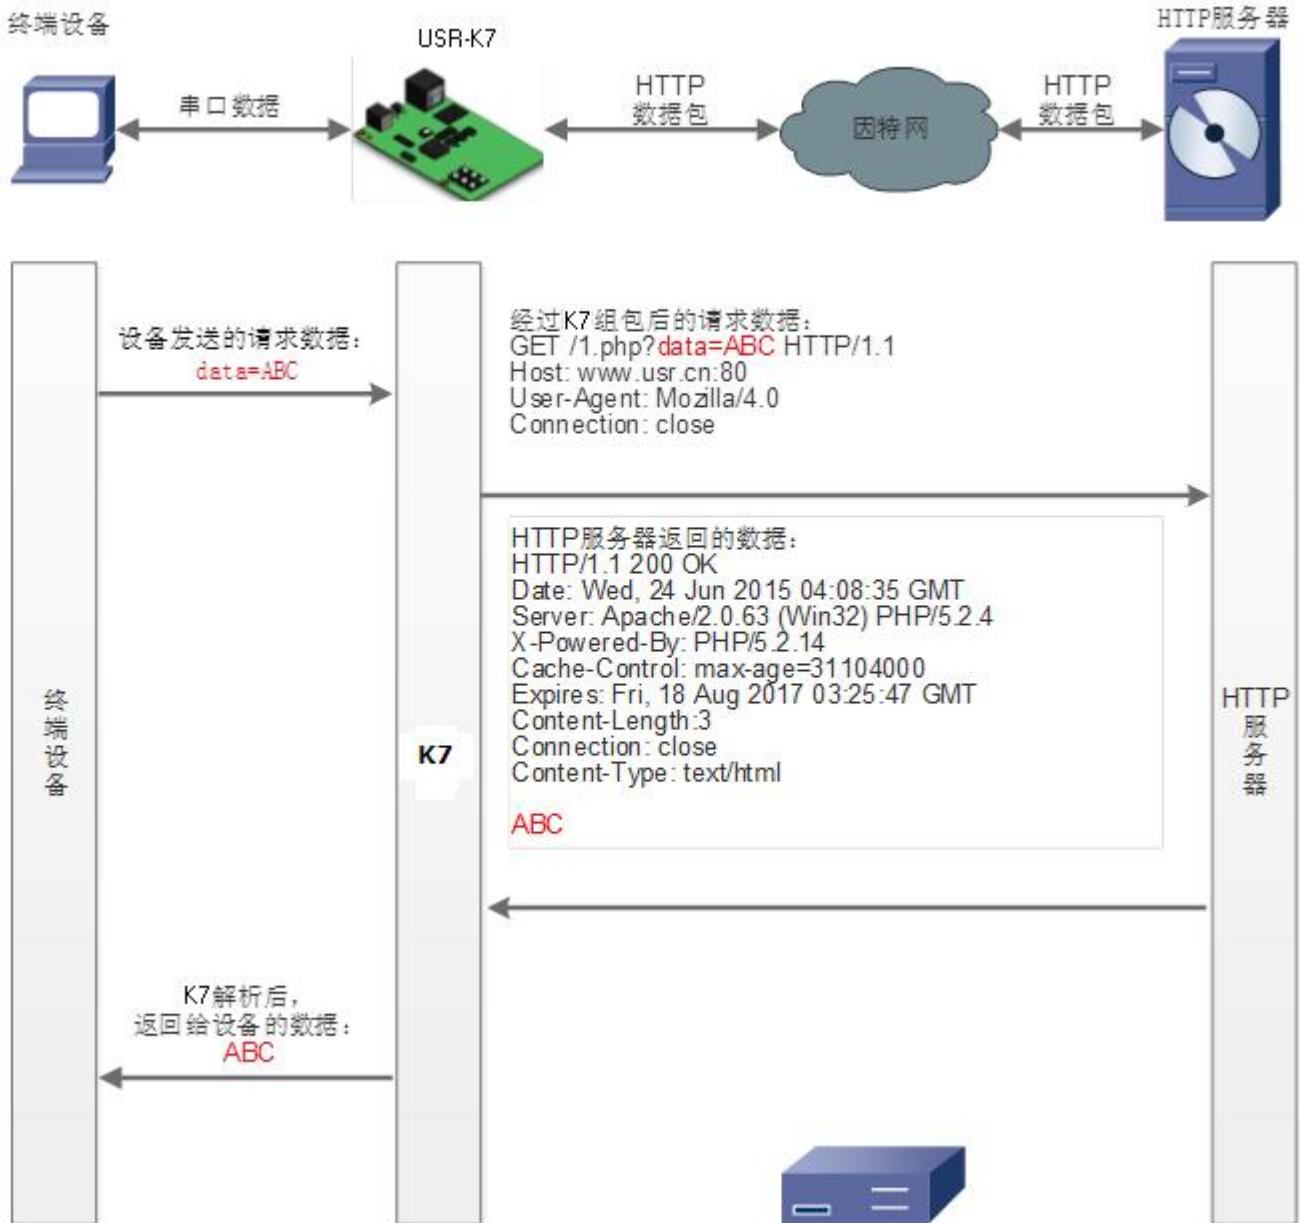 终端设备
USR-K7
HTTP服务器
串口数据
HTTP
数据包
因特网
HTTP
数据包
设备发送的请求数据：
data=ABC
经过K7组包后的请求数据：
GET /1.php?data=ABC HTTP/1.1
Host: www.usr.cn:80
User-Agent: Mozilla/4.0
Connection: close
HTTP服务器返回的数据：
HTTP/1.1 200 OK
Date: Wed, 24 Jun 2015 04:08:35 GMT
Server: Apache/2.0.63 (Win32) PHP/5.2.4
X-Powered-By: PHP/5.2.14
Cache-Control: max-age=31104000
Expires: Fri, 18 Aug 2017 03:25:47 GMT
Content-Length:3
Connection: close
Content-Type: text/html
ABC
终
端
设
备
K7
HTTP
服
务
器
K7解析后，
返回给设备的数据：
ABC